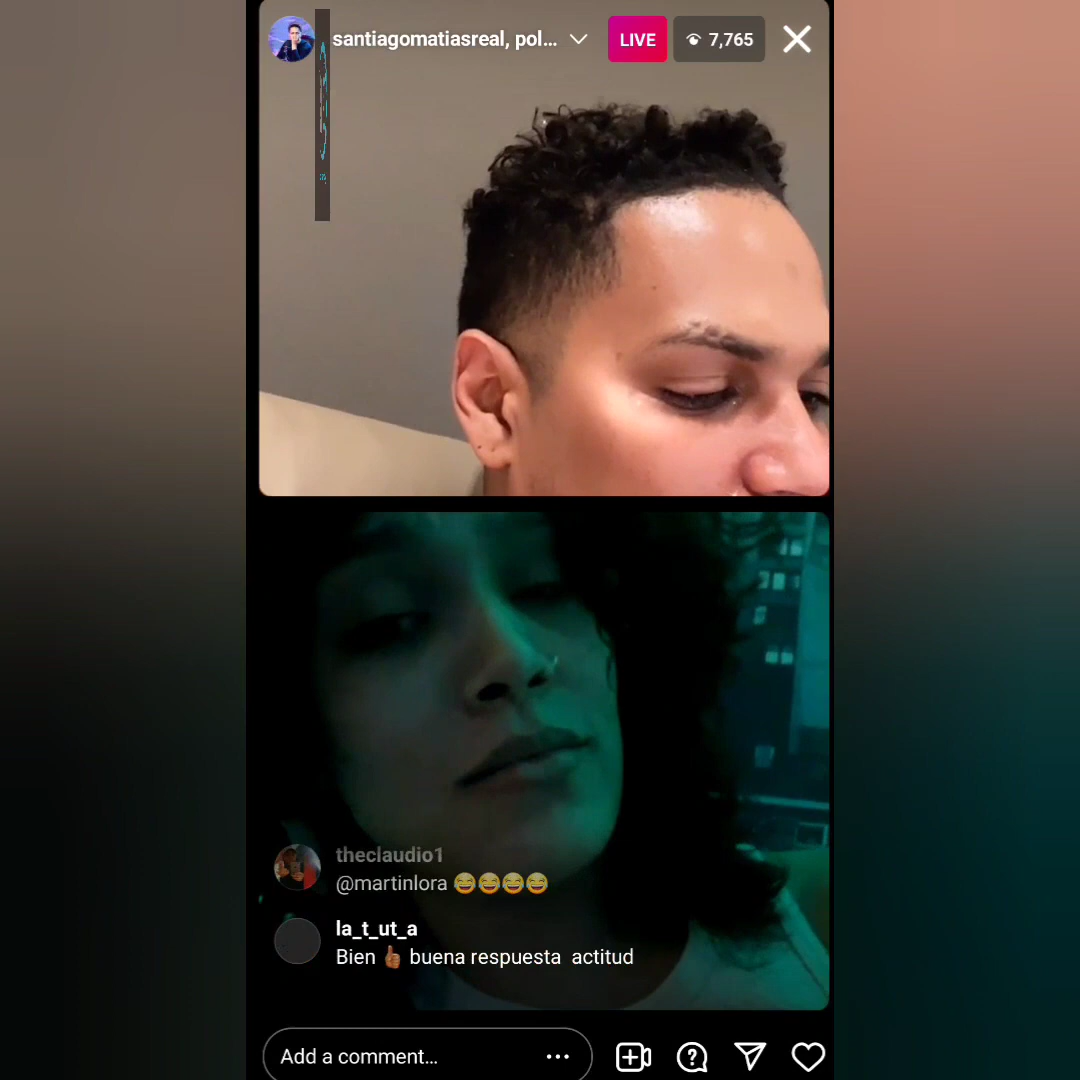 santiagomatiasreal, pol...
LIVE
7,765
theclaudio1
@martinlora 😂😂😂😂
la_t_ut_a
Bien 👍🏾 buena respuesta actitud
Add a comment...